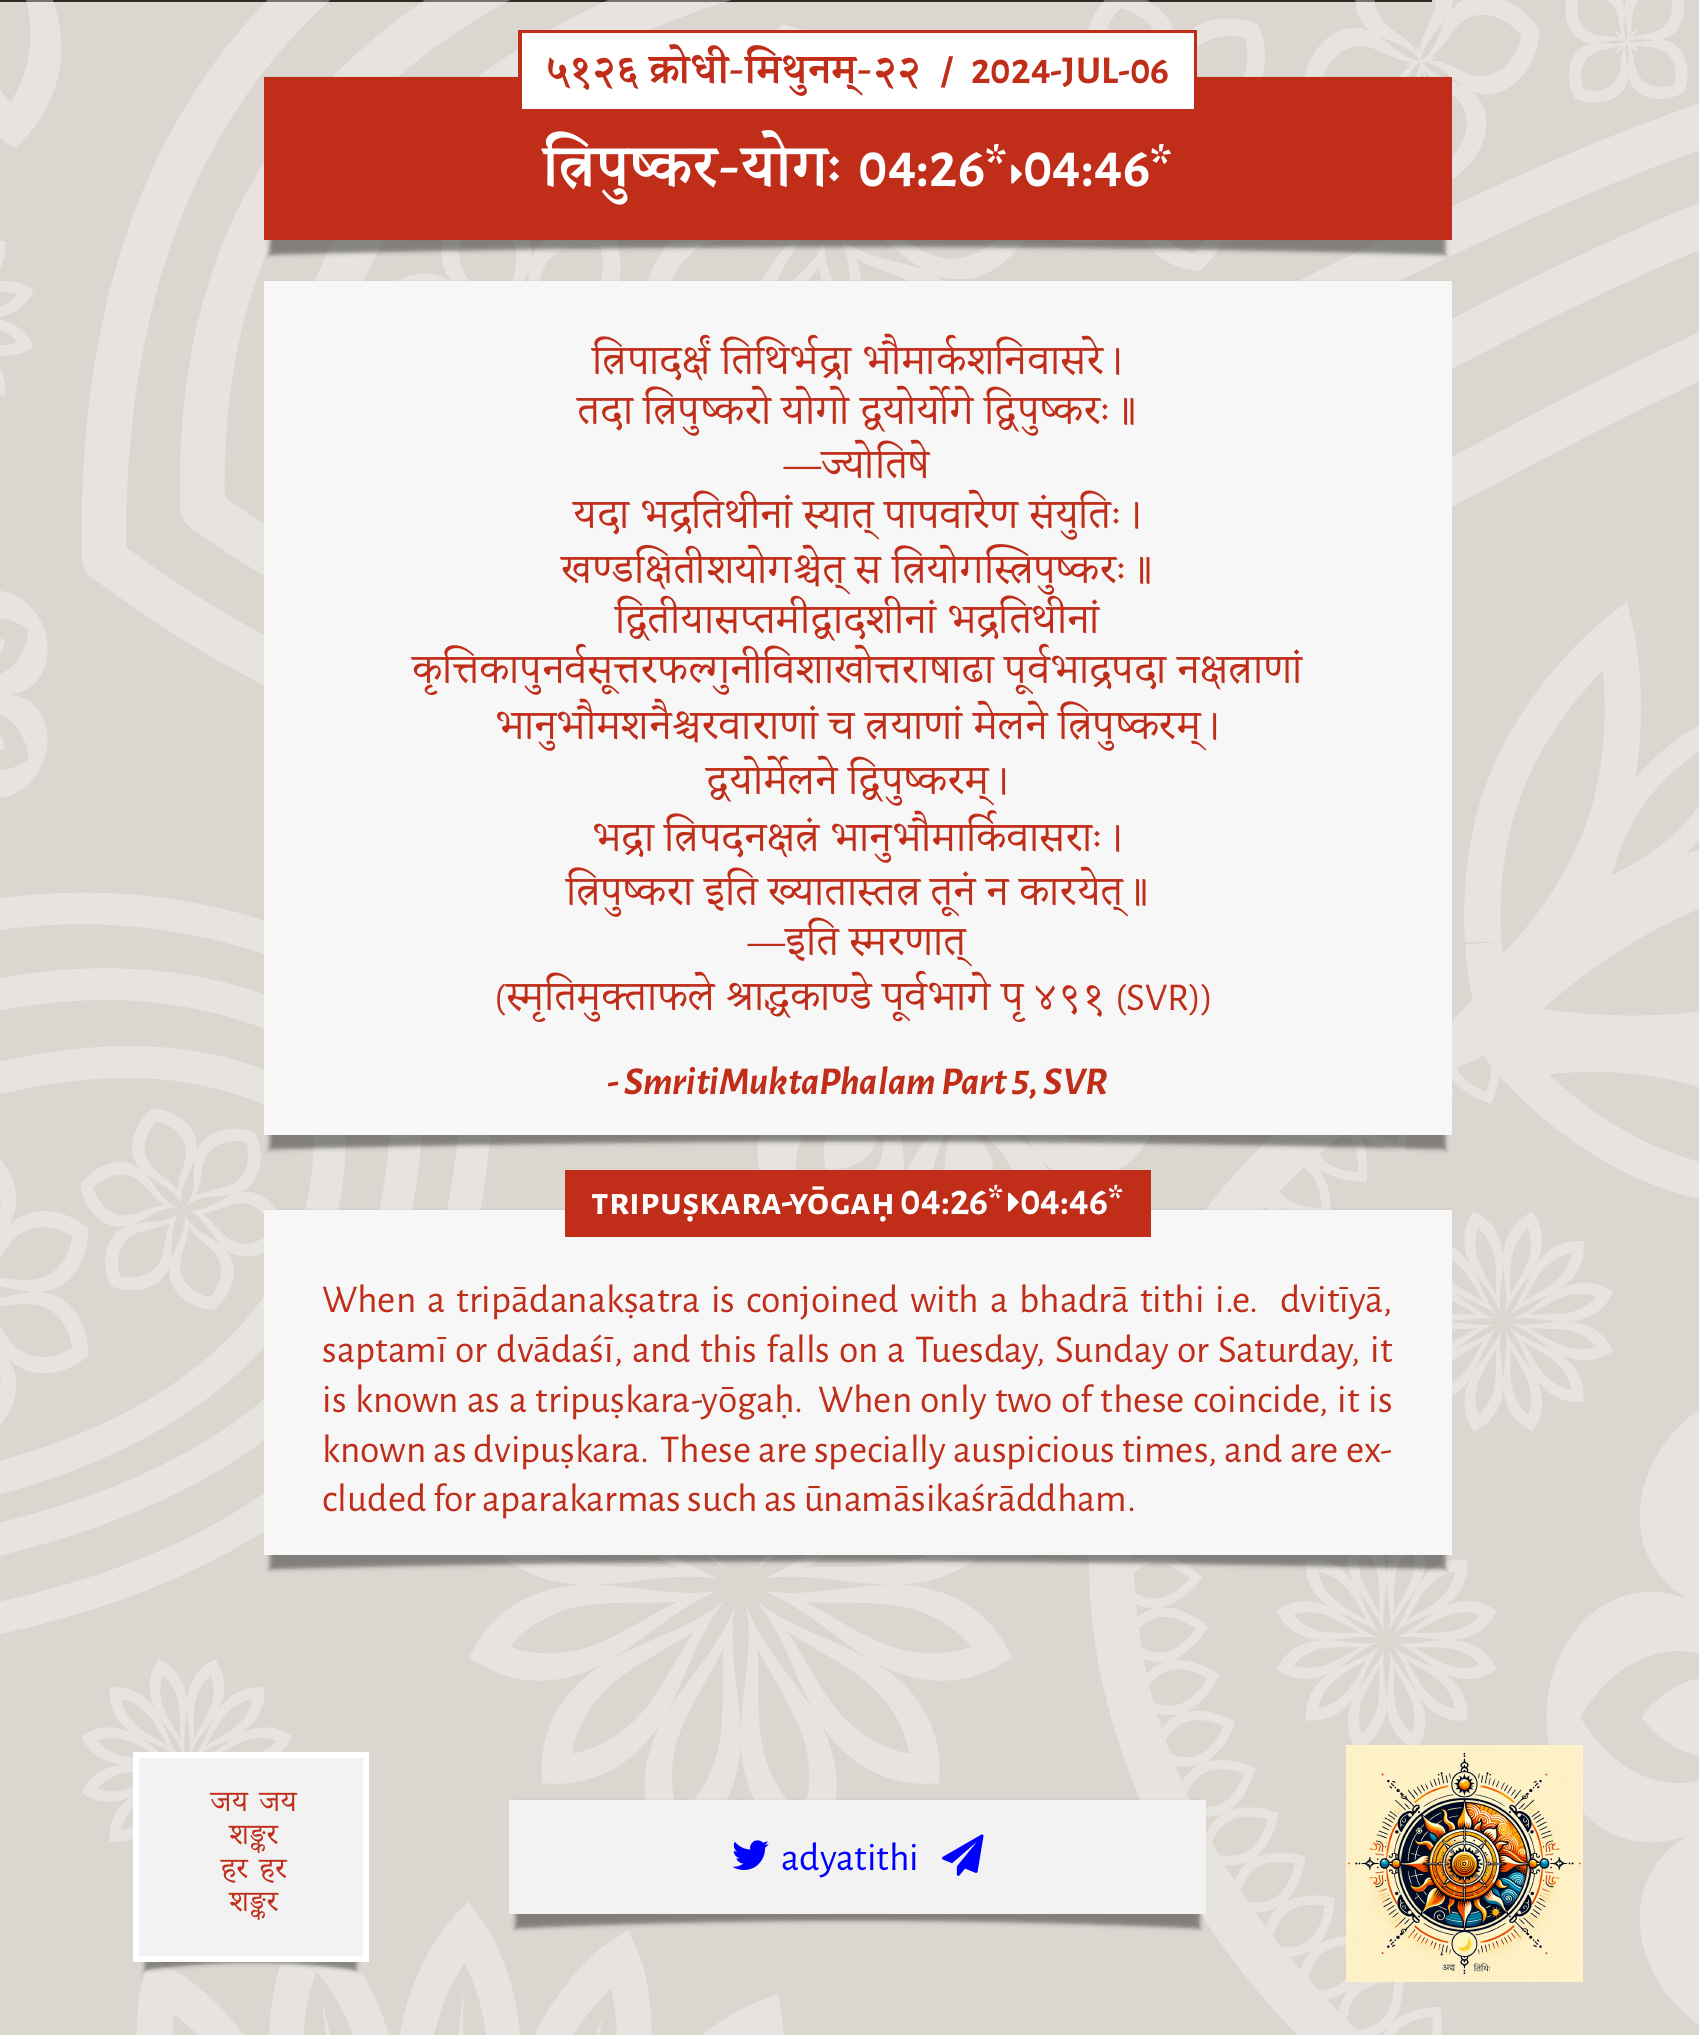 ५१२६ क्रोधी-मिथुनम्-२२ / 2024-JUL-06
त्रिपुष्कर-योगः 04:26*▸04:46*
त्रिपादर्क्षं तिथिर्भद्रा भौमार्कशनिवासरे।
तदा त्रिपुष्करो योगो द्वयोर्योगे द्विपुष्करः॥
—ज्योतिषे
यदा भद्रतिथीनां स्यात् पापवारेण संयुतिः।
खण्डक्षितीशयोगश्चेत् स त्रियोगस्त्रिपुष्करः॥
द्वितीयासप्तमीद्वादशीनां भद्रतिथीनां
कृत्तिकापुनर्वसूत्तरफल्गुनीविशाखोत्तराषाढा पूर्वभाद्रपदा नक्षत्राणां
भानुभौमशनैश्चरवाराणां च त्रयाणां मेलने त्रिपुष्करम्।
द्वयोर्मेलने द्विपुष्करम्।
भद्रा त्रिपदनक्षत्रं भानुभौमार्किवासराः।
त्रिपुष्करा इति ख्यातास्तत्र तूनं न कारयेत्॥
—इति स्मरणात्
(स्मृतिमुक्ताफले श्राद्धकाण्डे पूर्वभागे पृ ४९१ (SVR))
- SmritiMuktaPhalam Part 5, SVR
TRIPUṢKARA-YŌGAḤ 04:26*▸04:46*
When a tripādanakṣatra is conjoined with a bhadrā tithi i.e. dvitīyā,
saptamī or dvādaśī, and this falls on a Tuesday, Sunday or Saturday, it
is known as a tripuṣkara-yōgaḥ. When only two of these coincide, it is
known as dvipuṣkara. These are specially auspicious times, and are ex-
cluded for aparakarmas such as ūnamāsikaśrāddham.
जय जय
शङ्कर
हर हर
शङ्कर
adyatithi
अद्य तिथिः